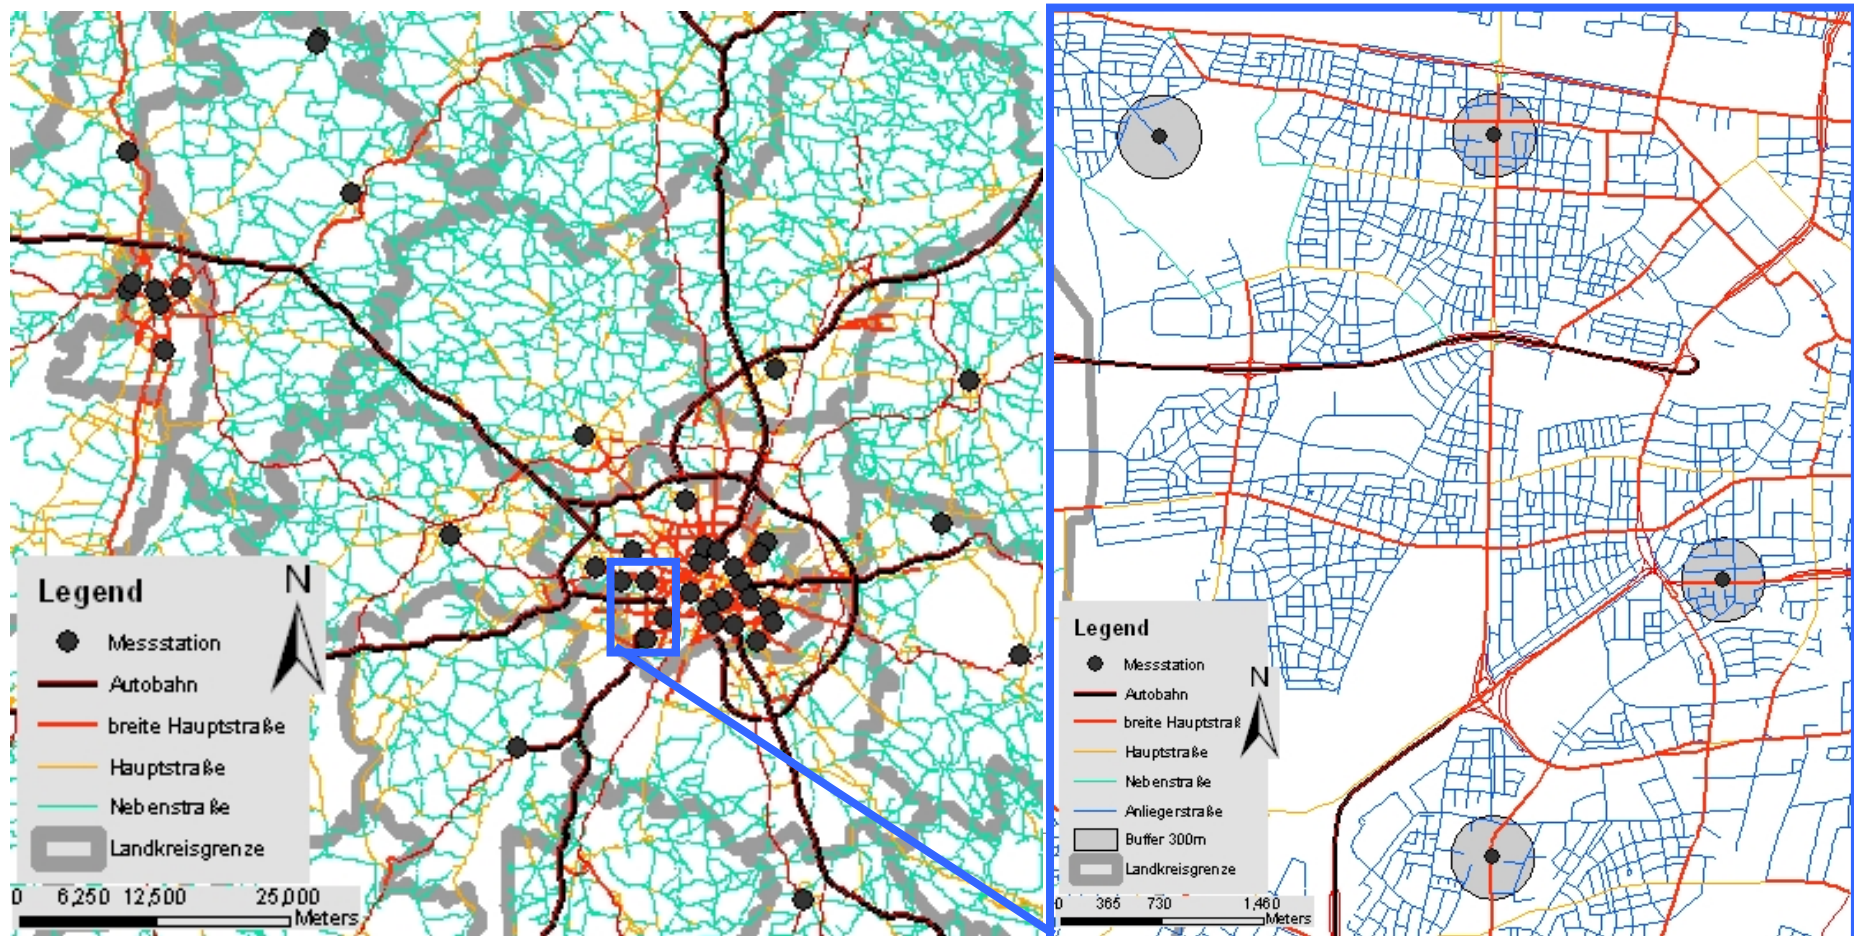 Legend
N
Messstation
Autobahn
breite Hauptstraße
Hauptstraße
Nebenstraße
Landkreisgrenze
0 6,250 12,500 25,000
Meters
Legend
Messstation
N
Autobahn
breite Hauptstraß
Hauptstraße
Nebenstraße
Anliegerstraße
Buffer 300m
Landkreisgrenze
0 365 730 1,460
Meters